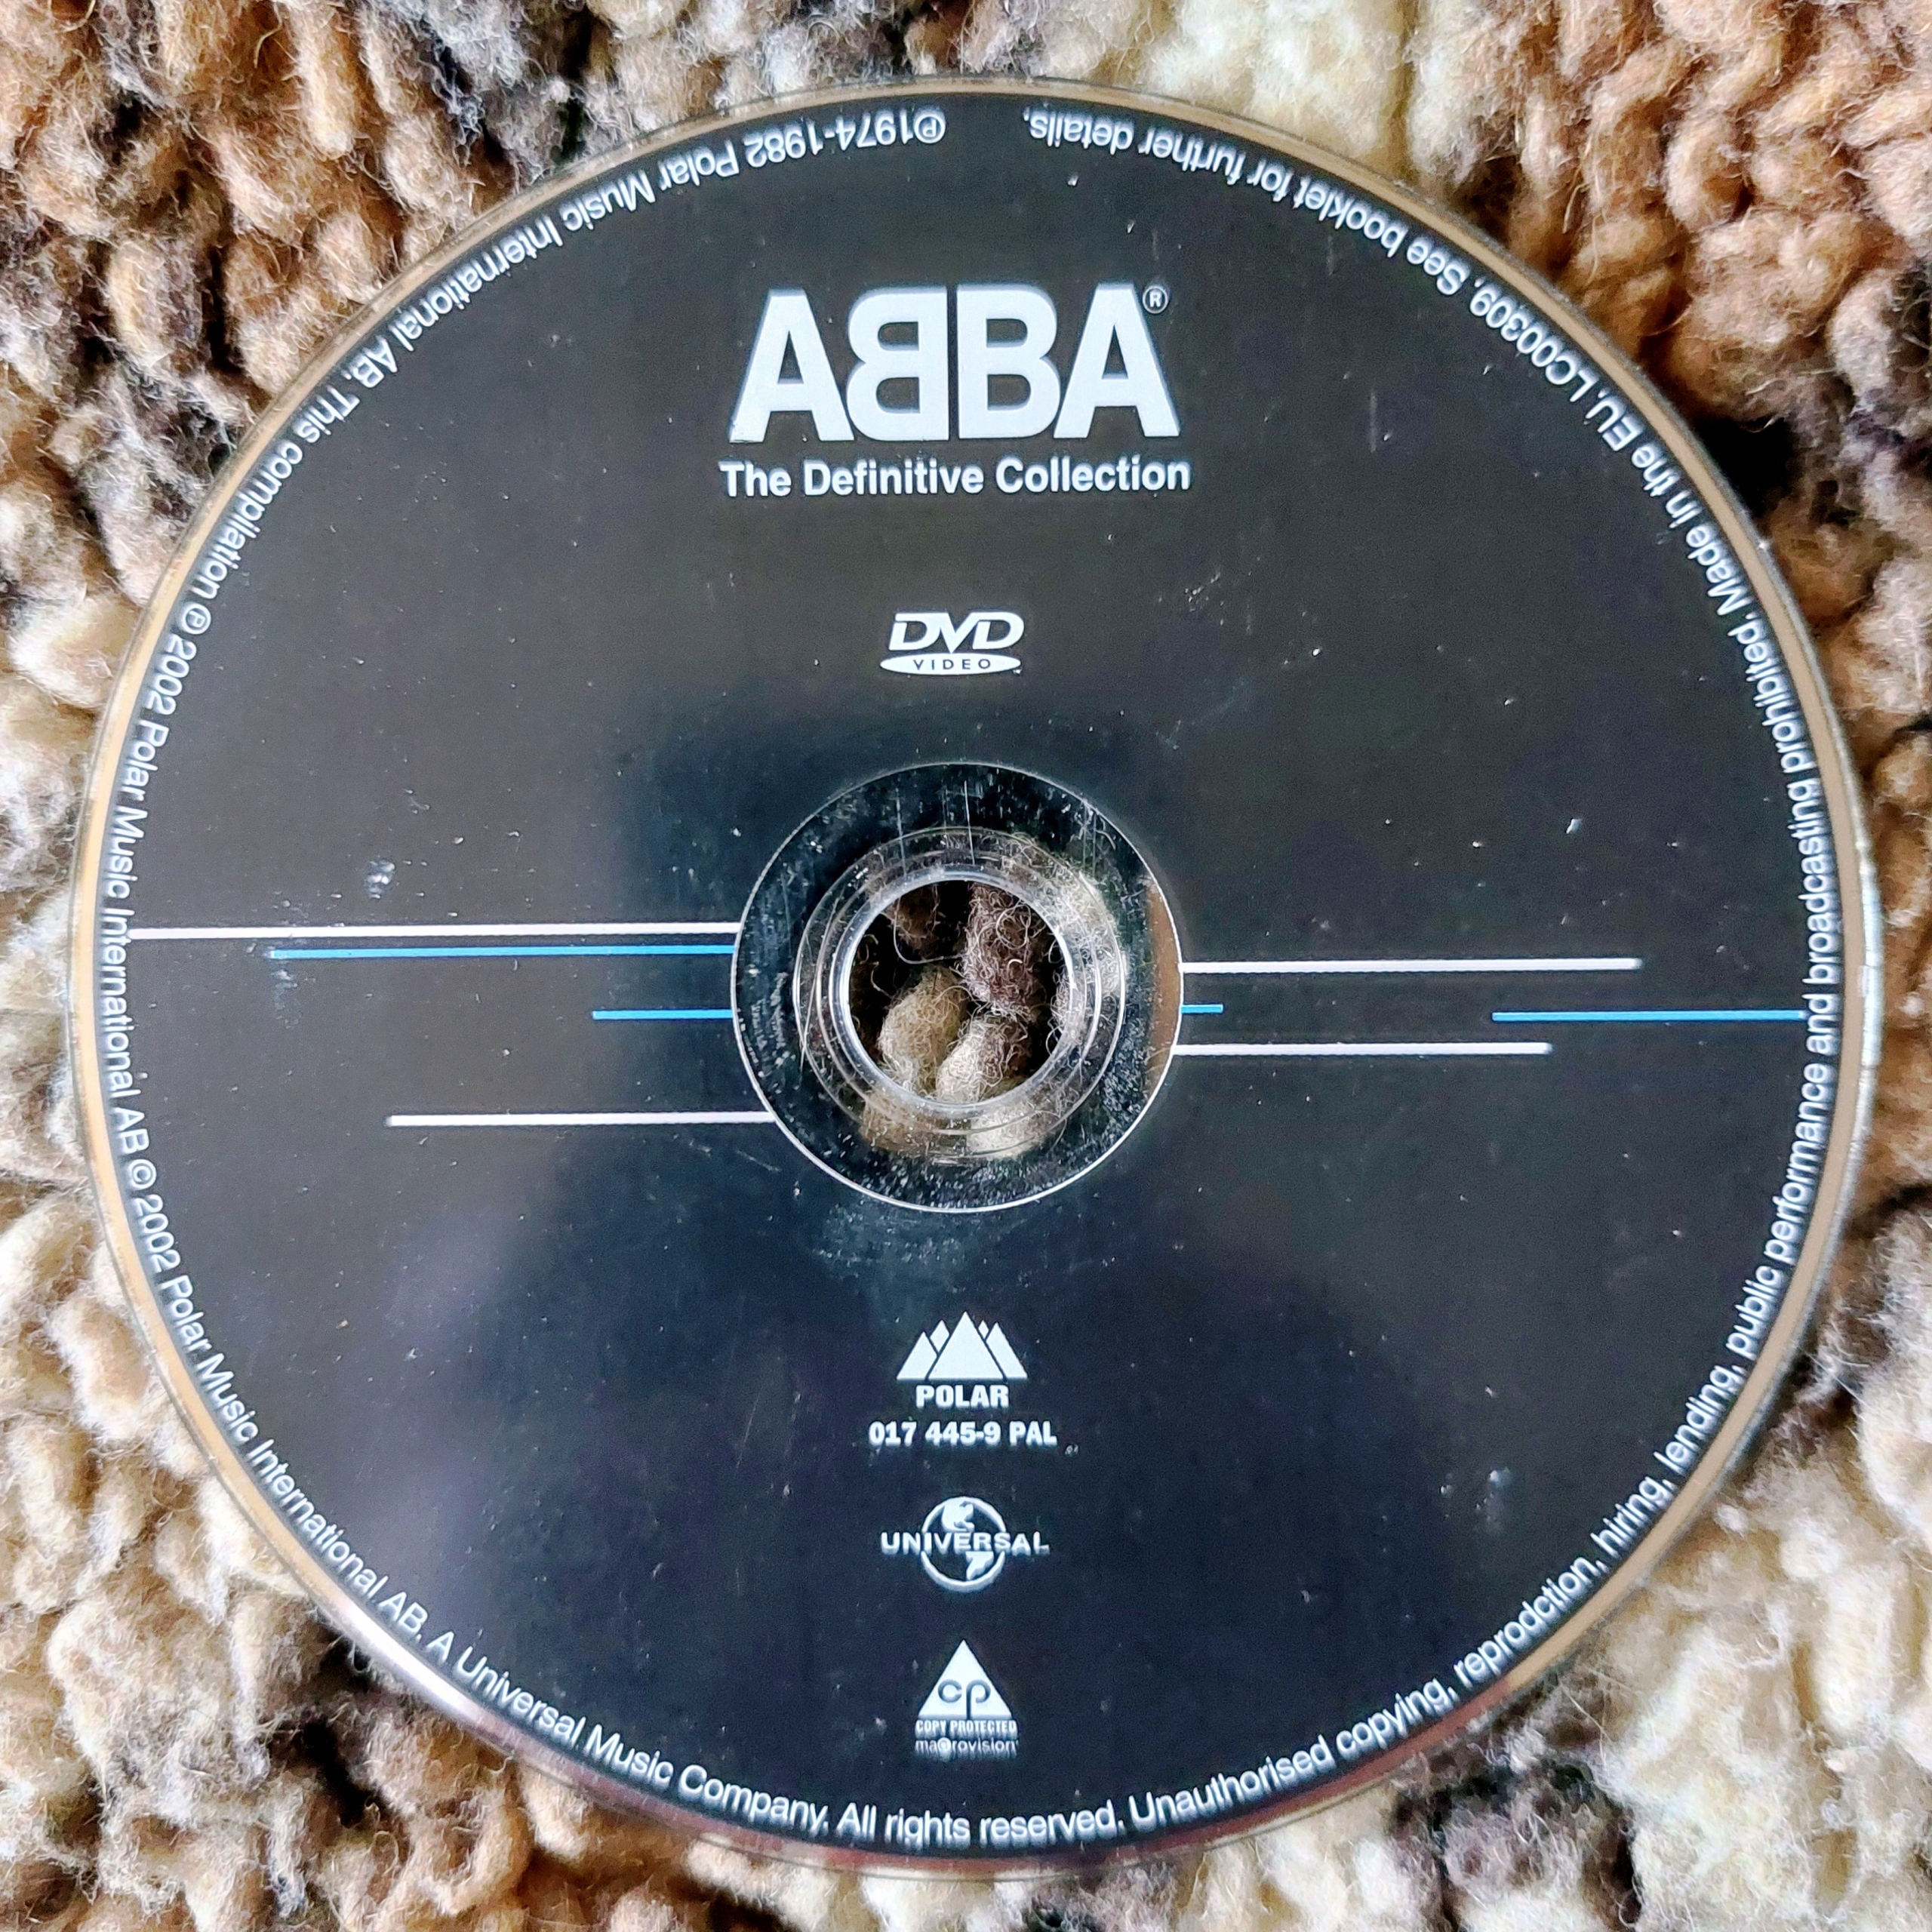 ABBA®
The Definitive Collection
DVD
VIDEO
POLAR
017 445-9 PAL
UNIVERSAL
cp
COPY PROTECTED
macrovision
℗1974-1982 Polar Music International AB. This compilation ℗ 2002 Polar Music International AB © 2002 Polar Music International AB. A Universal Music Company. All rights reserved. Unauthorised copying, reprodction, hiring, lending, public performance and broadcasting prohibited. Made in the EU. LC00309. See booklet for further details.